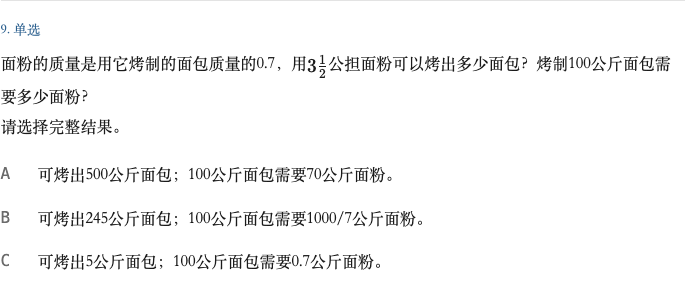 9. 单选
面粉的质量是用它烤制的面包质量的0.7，用3 1/2公担面粉可以烤出多少面包？烤制100公斤面包需
要多少面粉？
请选择完整结果。
A 可烤出500公斤面包；100公斤面包需要70公斤面粉。
B 可烤出245公斤面包；100公斤面包需要1000/7公斤面粉。
C 可烤出5公斤面包；100公斤面包需要0.7公斤面粉。